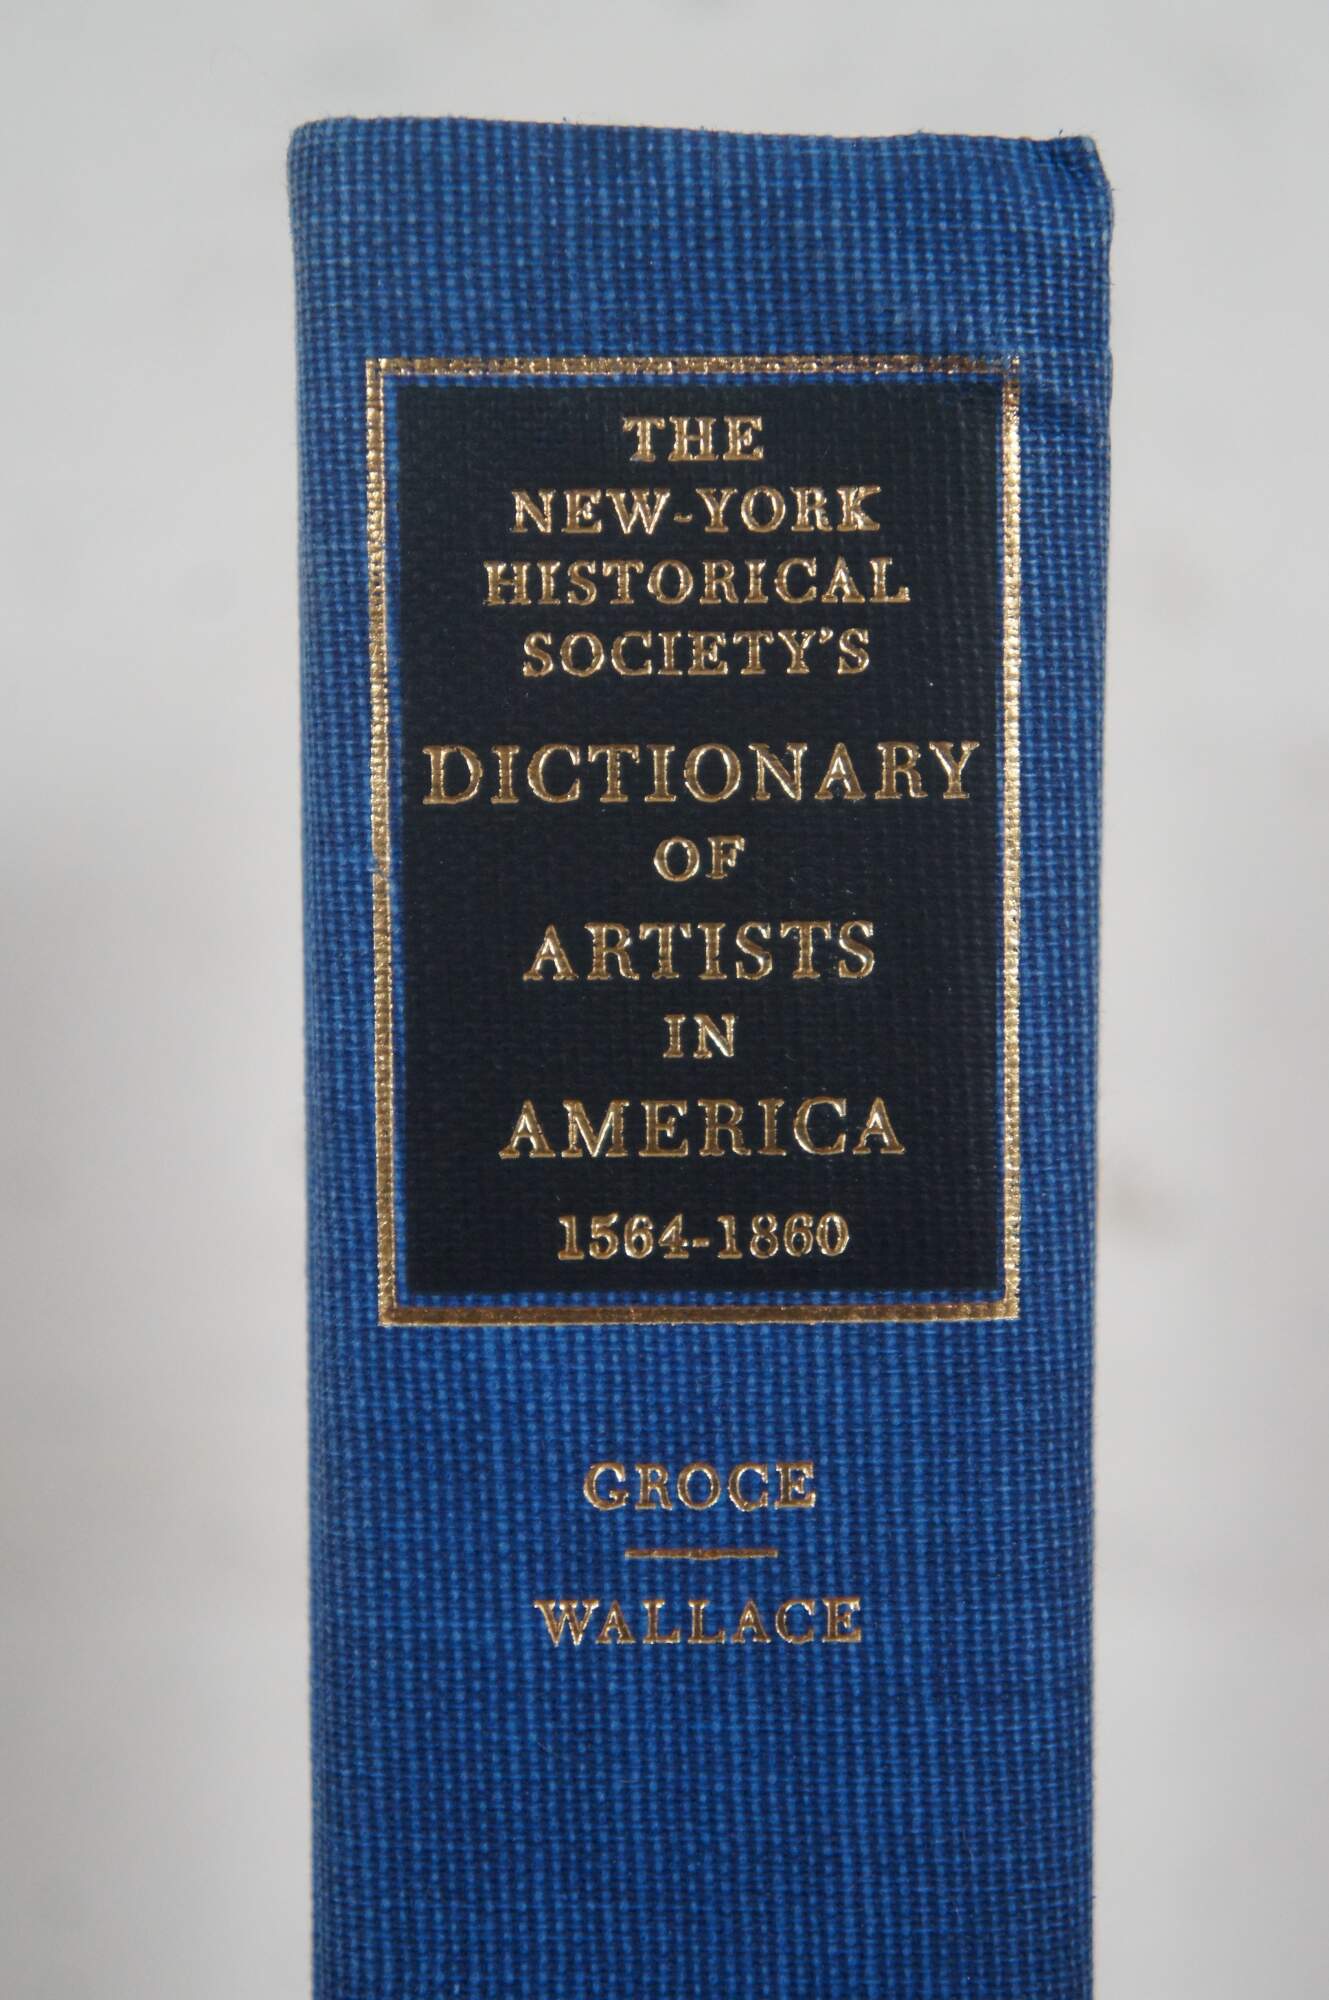 THE
NEW-YORK
HISTORICAL
SOCIETY'S
DICTIONARY
OF
ARTISTS
IN
AMERICA
1564-1860
GROCE
WALLACE